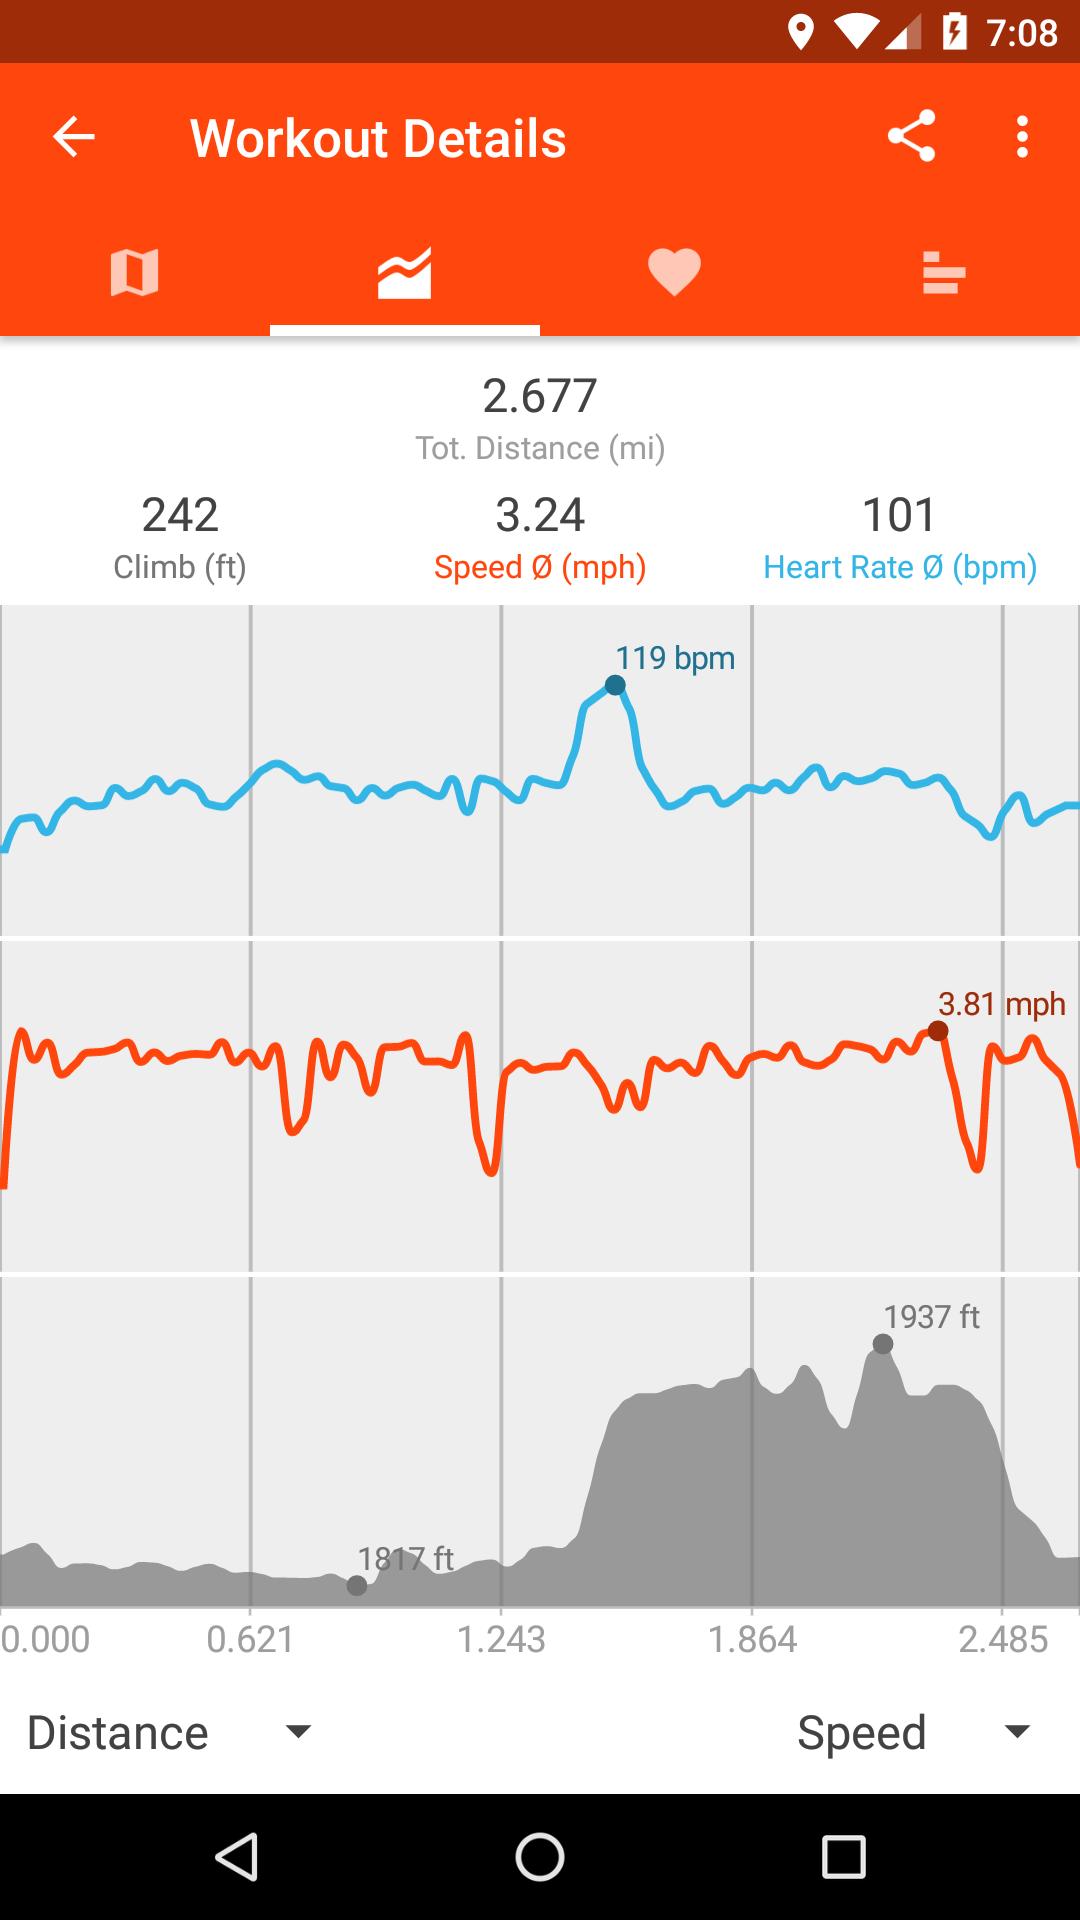 7:08
Workout Details
2.677
Tot. Distance (mi)
242 3.24 101
Climb (ft) Speed Ø (mph) Heart Rate Ø (bpm)
119 bpm
3.81 mph
1937 ft
1817 ft
0.000 0.621 1.243 1.864 2.485
Distance Speed